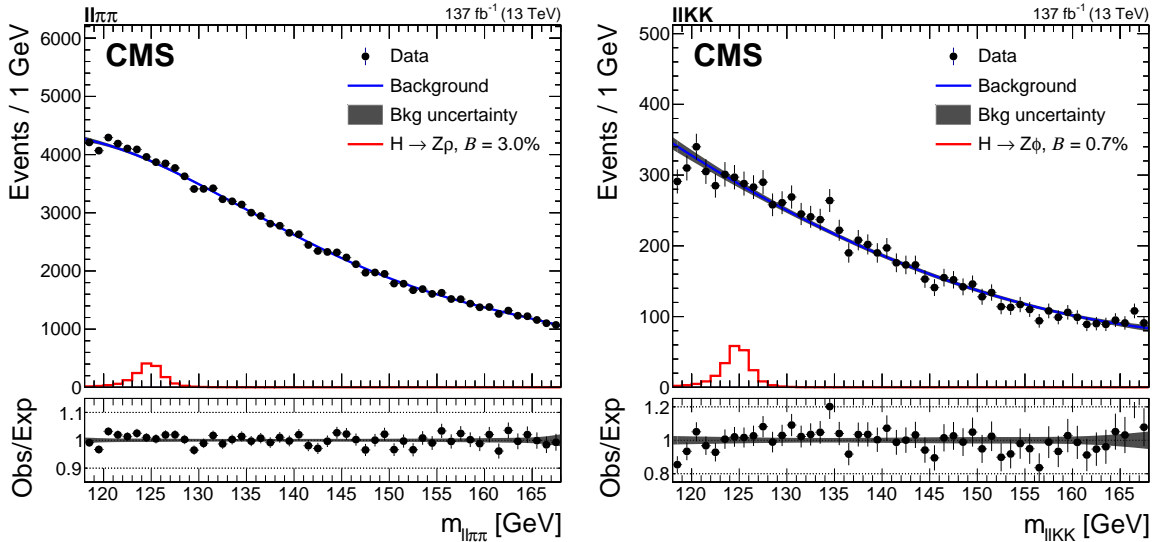 llππ
137 fb⁻¹ (13 TeV)
CMS
Data
Background
Bkg uncertainty
H → Zρ, B = 3.0%
Events / 1 GeV
6000
5000
4000
3000
2000
1000
0
Obs/Exp
1.1
1
0.9
120 125 130 135 140 145 150 155 160 165
m_llππ [GeV]
llKK
137 fb⁻¹ (13 TeV)
CMS
Data
Background
Bkg uncertainty
H → Zϕ, B = 0.7%
Events / 1 GeV
500
400
300
200
100
0
Obs/Exp
1.2
1
0.8
120 125 130 135 140 145 150 155 160 165
m_llKK [GeV]